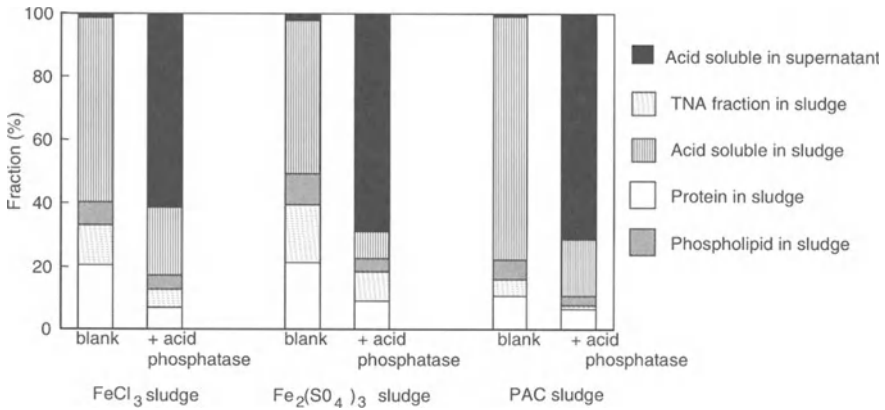 Fraction (%)
100
80
60
40
20
0
blank
+ acid
phosphatase
blank
+ acid
phosphatase
blank
+ acid
phosphatase
FeCl3 sludge
Fe2(S04)3 sludge
PAC sludge
Acid soluble in supernatant
TNA fraction in sludge
Acid soluble in sludge
Protein in sludge
Phospholipid in sludge